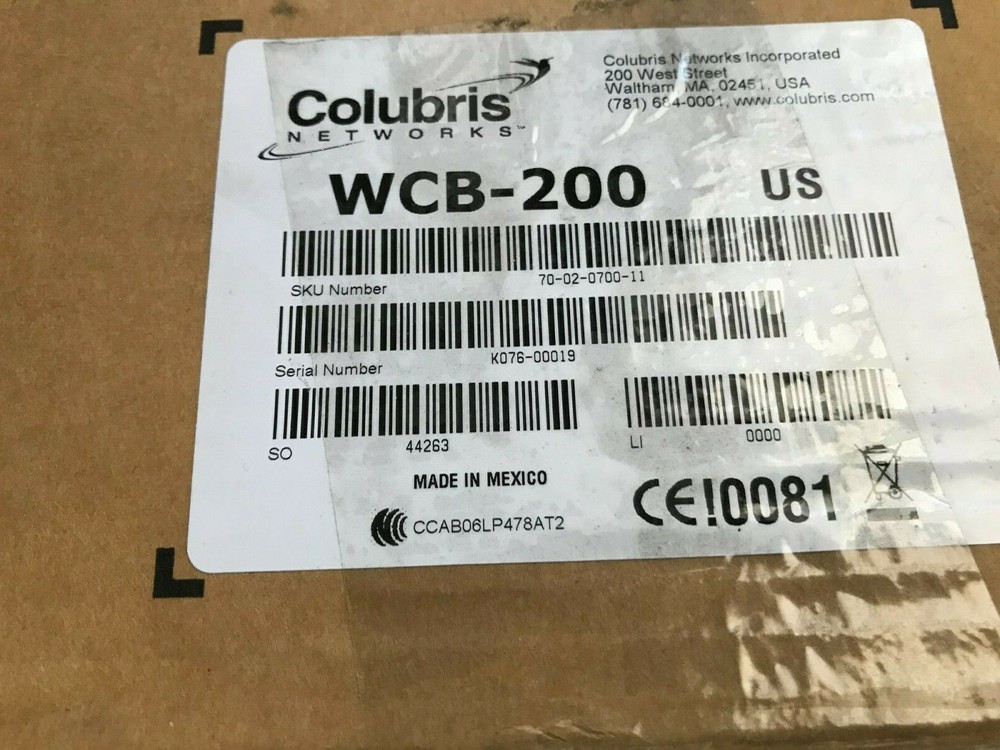 Colubris
NETWORKS™
Colubris Networks Incorporated
200 West Street
Waltham, MA, 02451, USA
(781) 684-0001, www.colubris.com
WCB-200 US
70-02-0700-11
SKU Number
K076-00019
Serial Number
44263
SO
0000
LI
MADE IN MEXICO
CCAB06LP478AT2
CE!0081